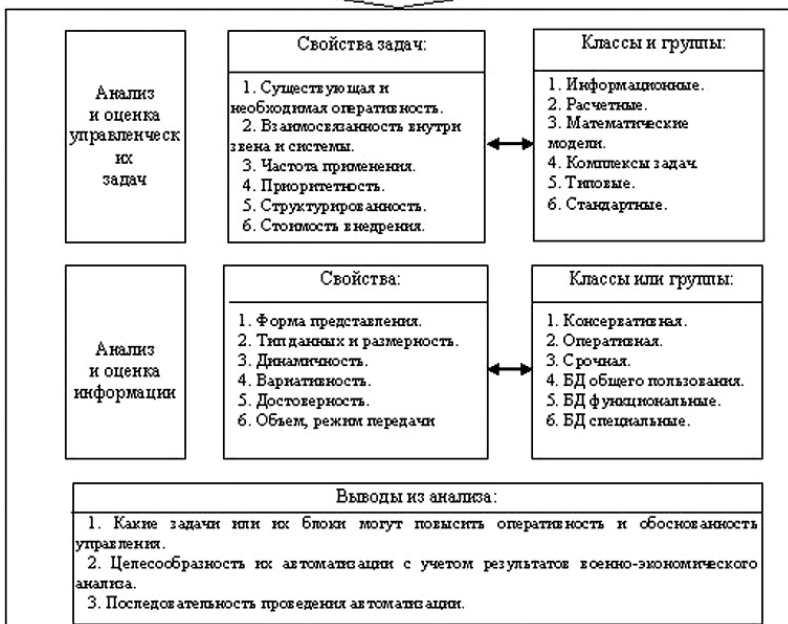 Анализ
и оценка
управленческ
их
задач
Свойства задач:
1. Существующая и
необходимая оперативность.
2. Взаимосвязанность внутри
звена и системы.
3. Частота применения.
4. Приоритетность.
5. Структурированность.
6. Стоимость внедрения.
Классы и группы:
1. Информационные.
2. Расчетные.
3. Математические
модели.
4. Комплексы задач.
5. Типовые.
6. Стандартные.
Анализ
и оценка
информации
Свойства:
1. Форма представления.
2. Тип данных и размерность.
3. Динамичность.
4. Вариативность.
5. Достоверность.
6. Объем, режим передачи
Классы или группы:
1. Консервативная.
2. Оперативная.
3. Срочная.
4. БД общего пользования.
5. БД функциональные.
6. БД специальные.
Выводы из анализа:
1. Какие задачи или их блоки могут повысить оперативность и обоснованность
управления.
2. Целесообразность их автоматизации с учетом результатов военно-экономического
анализа.
3. Последовательность проведения автоматизации.